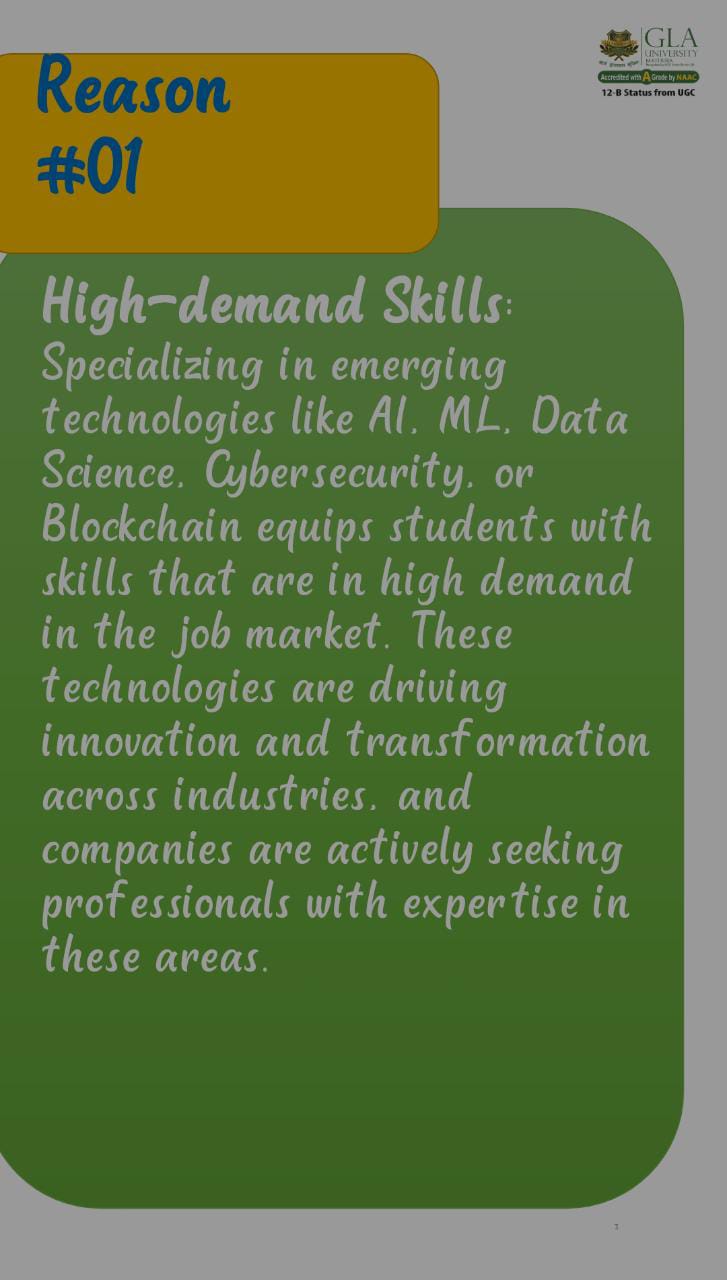 GLA
UNIVERSITY
MATHURA
Accredited with A Grade by NAAC
12-B Status from UGC
Reason
#01
High-demand Skills:
Specializing in emerging
technologies like AI, ML, Data
Science, Cybersecurity, or
Blockchain equips students with
skills that are in high demand
in the job market. These
technologies are driving
innovation and transformation
across industries, and
companies are actively seeking
professionals with expertise in
these areas.